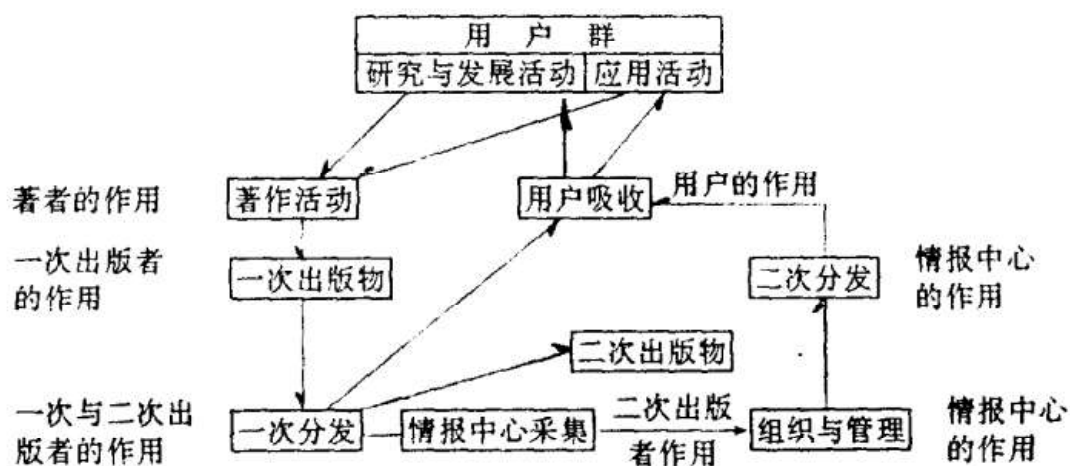 用户群
研究与发展活动 应用活动
著者的作用 著作活动 用户吸收 用户的作用
一次出版者
的作用
一次出版物 二次分发
情报中心
的作用
二次出版物
一次与二次出
版者的作用
一次分发 情报中心采集
二次出版
者作用
组织与管理
情报中心
的作用